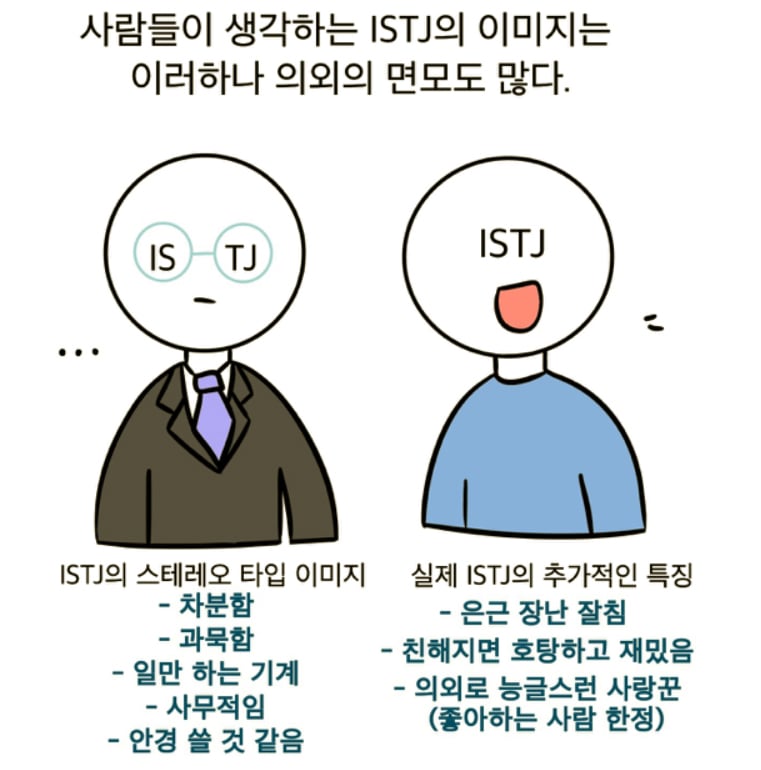 사람들이 생각하는 ISTJ의 이미지는
이러하나 의외의 면모도 많다.
IS TJ
ISTJ
...
ISTJ의 스테레오 타입 이미지
- 차분함
- 과묵함
- 일만 하는 기계
- 사무적임
- 안경 쓸 것 같음
실제 ISTJ의 추가적인 특징
- 은근 장난 잘침
- 친해지면 호탕하고 재밌음
- 의외로 능글스런 사랑꾼
(좋아하는 사람 한정)